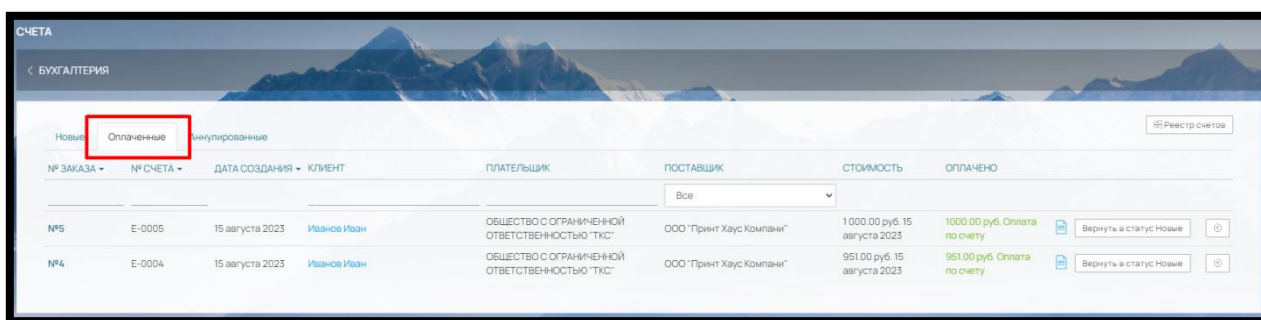 СЧЕТА
< БУХГАЛТЕРИЯ
Новые Оплаченные Аннулированные Реестр счетов
№ ЗАКАЗА № СЧЕТА ДАТА СОЗДАНИЯ КЛИЕНТ ПЛАТЕЛЬЩИК ПОСТАВЩИК СТОИМОСТЬ ОПЛАЧЕНО
Все
№5 E-0005 15 августа 2023 Иванов Иван ОБЩЕСТВО С ОГРАНИЧЕННОЙ ООО "Принт Хаус Компани" 1 000.00 руб. 15 1000.00 руб. Оплата Вернуть в статус Новые
ОТВЕТСТВЕННОСТЬЮ "ТКС" августа 2023 по счету
№4 E-0004 15 августа 2023 Иванов Иван ОБЩЕСТВО С ОГРАНИЧЕННОЙ ООО "Принт Хаус Компани" 951.00 руб. 15 951.00 руб. Оплата Вернуть в статус Новые
ОТВЕТСТВЕННОСТЬЮ "ТКС" августа 2023 по счету